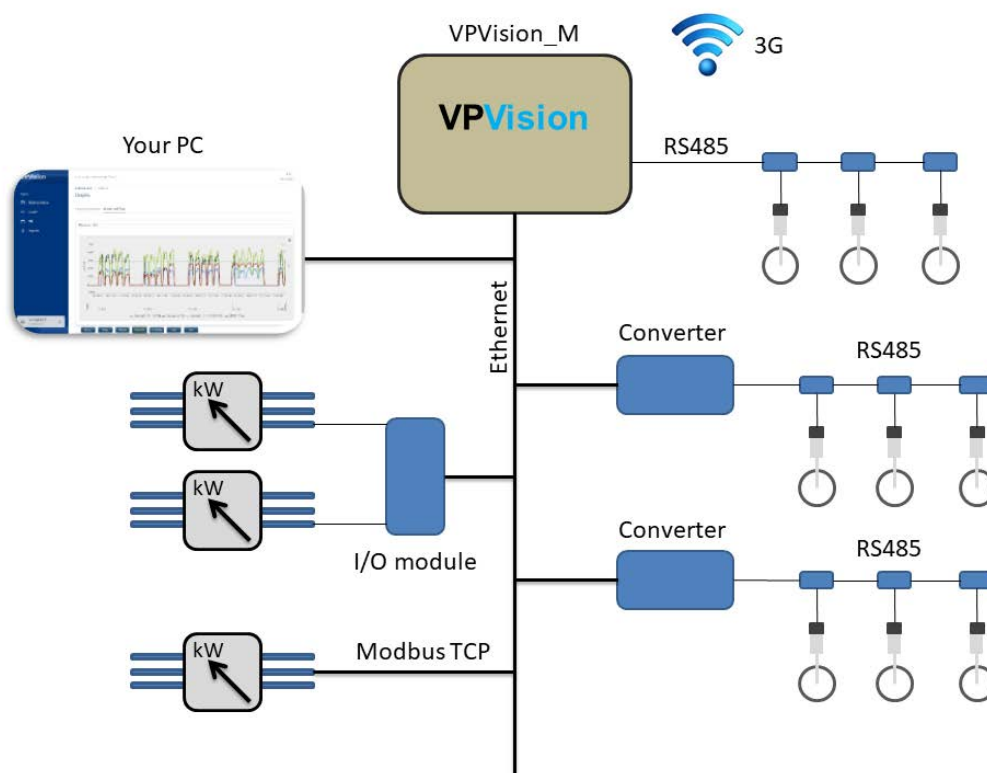 VPVision_M
3G
VPVision
RS485
Your PC
Ethernet
Converter
RS485
kW
kW
I/O module
Converter
RS485
kW
Modbus TCP